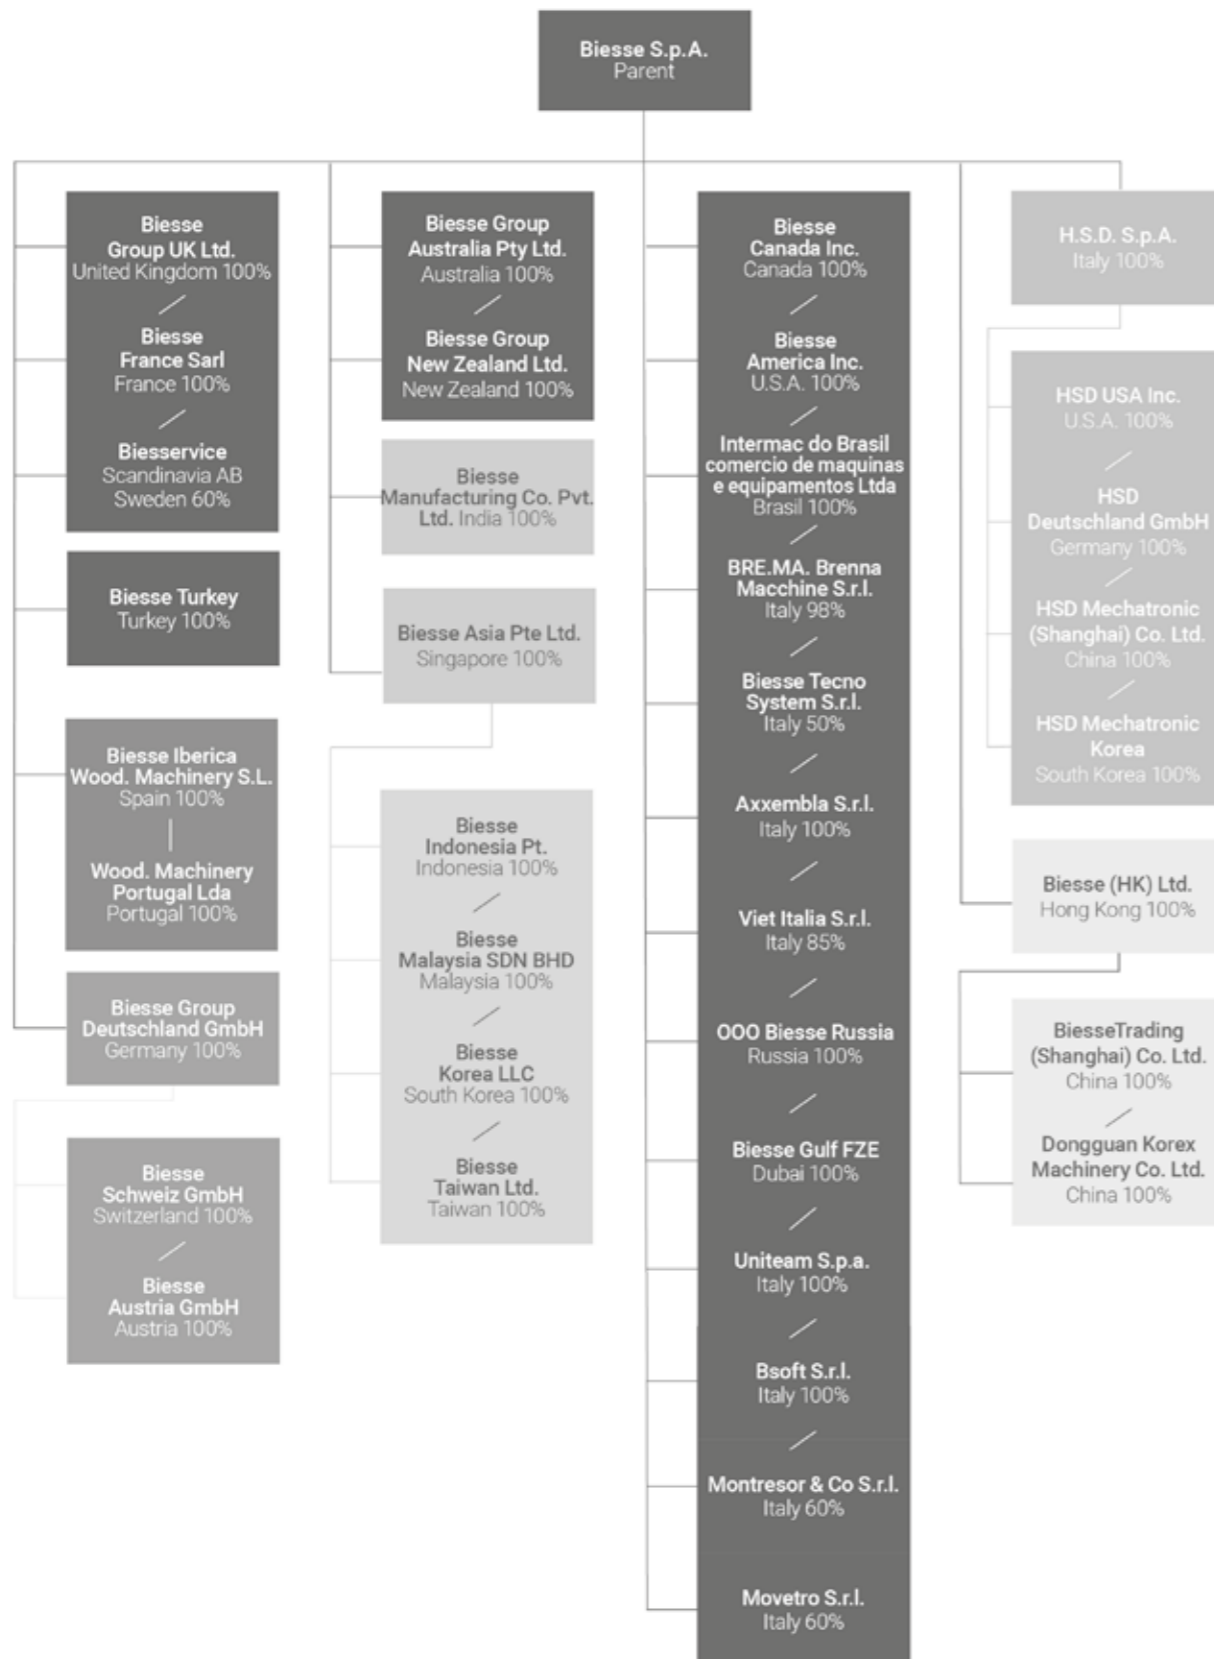 Biesse S.p.A.
Parent
Biesse
Group UK Ltd.
United Kingdom 100%
Biesse
France Sarl
France 100%
Biesservice
Scandinavia AB
Sweden 60%
Biesse Turkey
Turkey 100%
Biesse Iberica
Wood. Machinery S.L.
Spain 100%
Wood. Machinery
Portugal Lda
Portugal 100%
Biesse Group
Deutschland GmbH
Germany 100%
Biesse
Schweiz GmbH
Switzerland 100%
Biesse
Austria GmbH
Austria 100%
Biesse Group
Australia Pty Ltd.
Australia 100%
Biesse Group
New Zealand Ltd.
New Zealand 100%
Biesse
Manufacturing Co. Pvt.
Ltd. India 100%
Biesse Asia Pte Ltd.
Singapore 100%
Biesse
Indonesia Pt.
Indonesia 100%
Biesse
Malaysia SDN BHD
Malaysia 100%
Biesse
Korea LLC
South Korea 100%
Biesse
Taiwan Ltd.
Taiwan 100%
Biesse
Canada Inc.
Canada 100%
Biesse
America Inc.
U.S.A. 100%
Intermac do Brasil
comercio de maquinas
e equipamentos Ltda
Brasil 100%
BRE.MA. Brenna
Macchine S.r.l.
Italy 98%
Biesse Tecno
System S.r.l.
Italy 50%
Axxembla S.r.l.
Italy 100%
Viet Italia S.r.l.
Italy 85%
OOO Biesse Russia
Russia 100%
Biesse Gulf FZE
Dubai 100%
Uniteam S.p.a.
Italy 100%
Bsoft S.r.l.
Italy 100%
Montresor & Co S.r.l.
Italy 60%
Movetro S.r.l.
Italy 60%
H.S.D. S.p.A.
Italy 100%
HSD USA Inc.
U.S.A. 100%
HSD
Deutschland GmbH
Germany 100%
HSD Mechatronic
(Shanghai) Co. Ltd.
China 100%
HSD Mechatronic
Korea
South Korea 100%
Biesse (HK) Ltd.
Hong Kong 100%
BiesseTrading
(Shanghai) Co. Ltd.
China 100%
Dongguan Korex
Machinery Co. Ltd.
China 100%